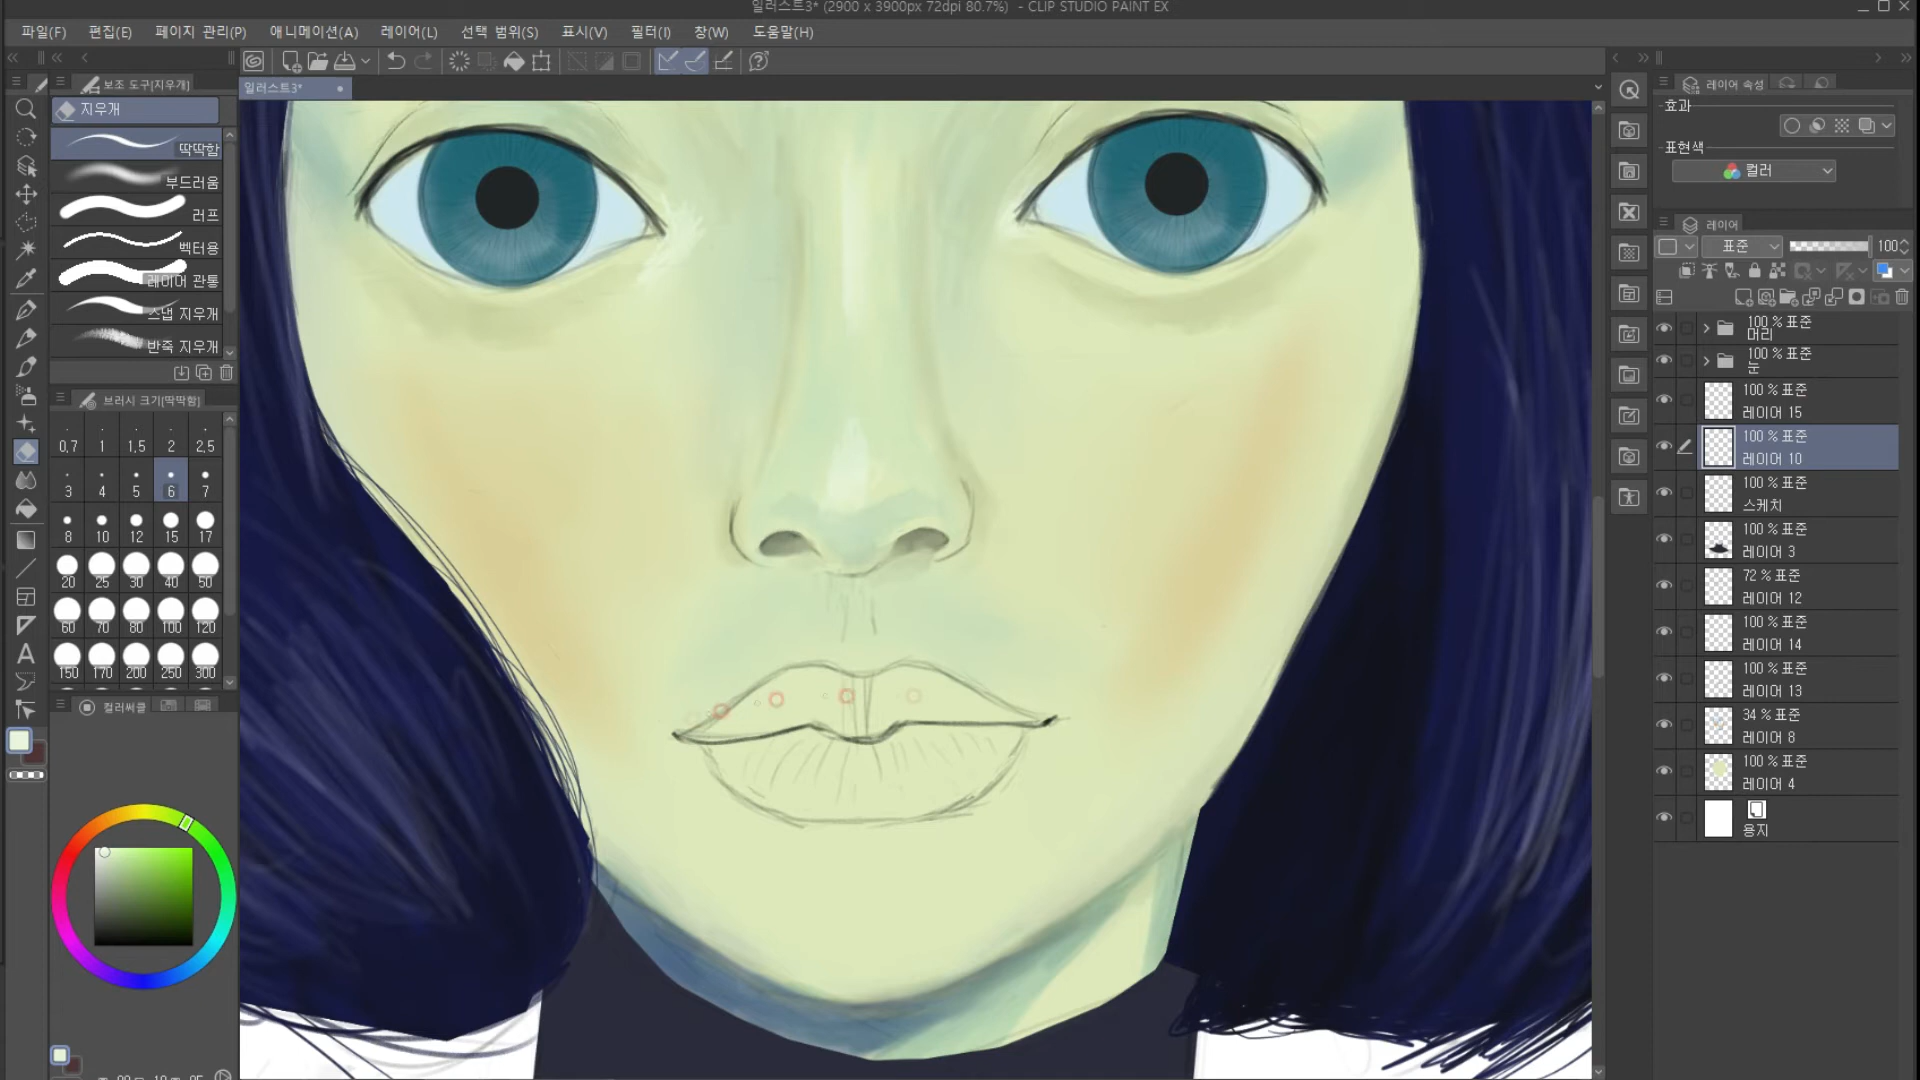 일러스트3* (2900 x 3900px 72dpi 80.7%) - CLIP STUDIO PAINT EX
파일(F) 편집(E) 페이지 관리(P) 애니메이션(A) 레이어(L) 선택 범위(S) 표시(V) 필터(I) 창(W) 도움말(H)
보조 도구[지우개]
일러스트3*
지우개
딱딱함
부드러움
러프
벡터용
레이어 관통
스냅 지우개
반죽 지우개
브러시 크기[딱딱함]
0.7 1 1.5 2 2.5
3 4 5 6 7
8 10 12 15 17
20 25 30 40 50
60 70 80 100 120
150 170 200 250 300
컬러써클
레이어 속성
효과
표현색
컬러
레이어
표준 100
100 % 표준
머리
100 % 표준
눈
100 % 표준
레이어 15
100 % 표준
레이어 10
100 % 표준
스케치
100 % 표준
레이어 3
72 % 표준
레이어 12
100 % 표준
레이어 14
100 % 표준
레이어 13
34 % 표준
레이어 8
100 % 표준
레이어 4
용지